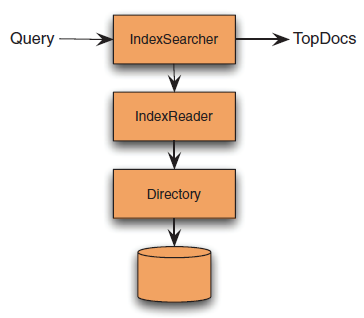 Query
IndexSearcher
TopDocs
IndexReader
Directory